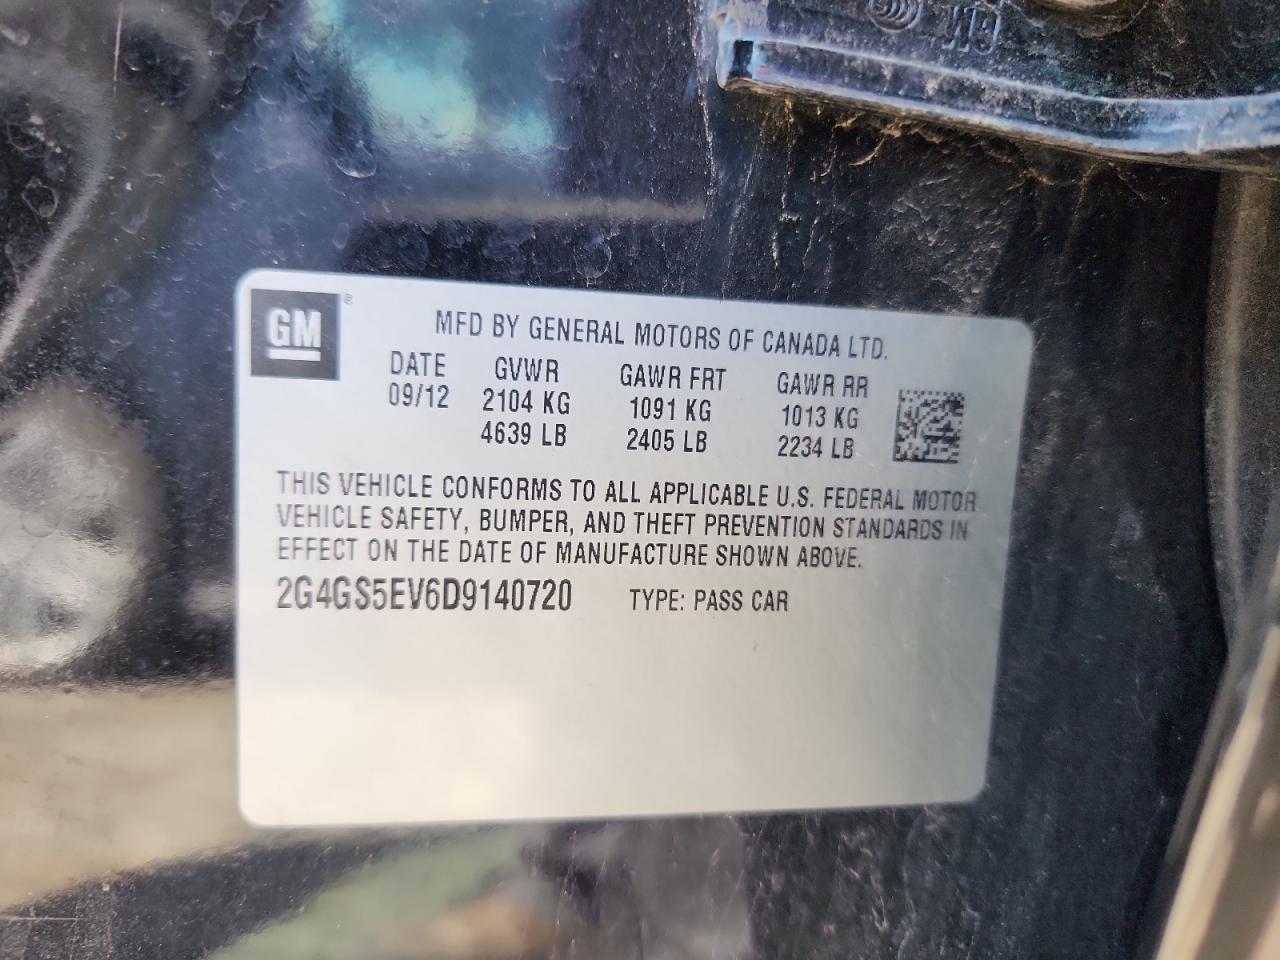 GM
GM ®
MFD BY GENERAL MOTORS OF CANADA LTD.
DATE GVWR GAWR FRT GAWR RR
09/12 2104 KG 1091 KG 1013 KG
4639 LB 2405 LB 2234 LB
THIS VEHICLE CONFORMS TO ALL APPLICABLE U.S. FEDERAL MOTOR
VEHICLE SAFETY, BUMPER, AND THEFT PREVENTION STANDARDS IN
EFFECT ON THE DATE OF MANUFACTURE SHOWN ABOVE.
2G4GS5EV6D9140720 TYPE: PASS CAR